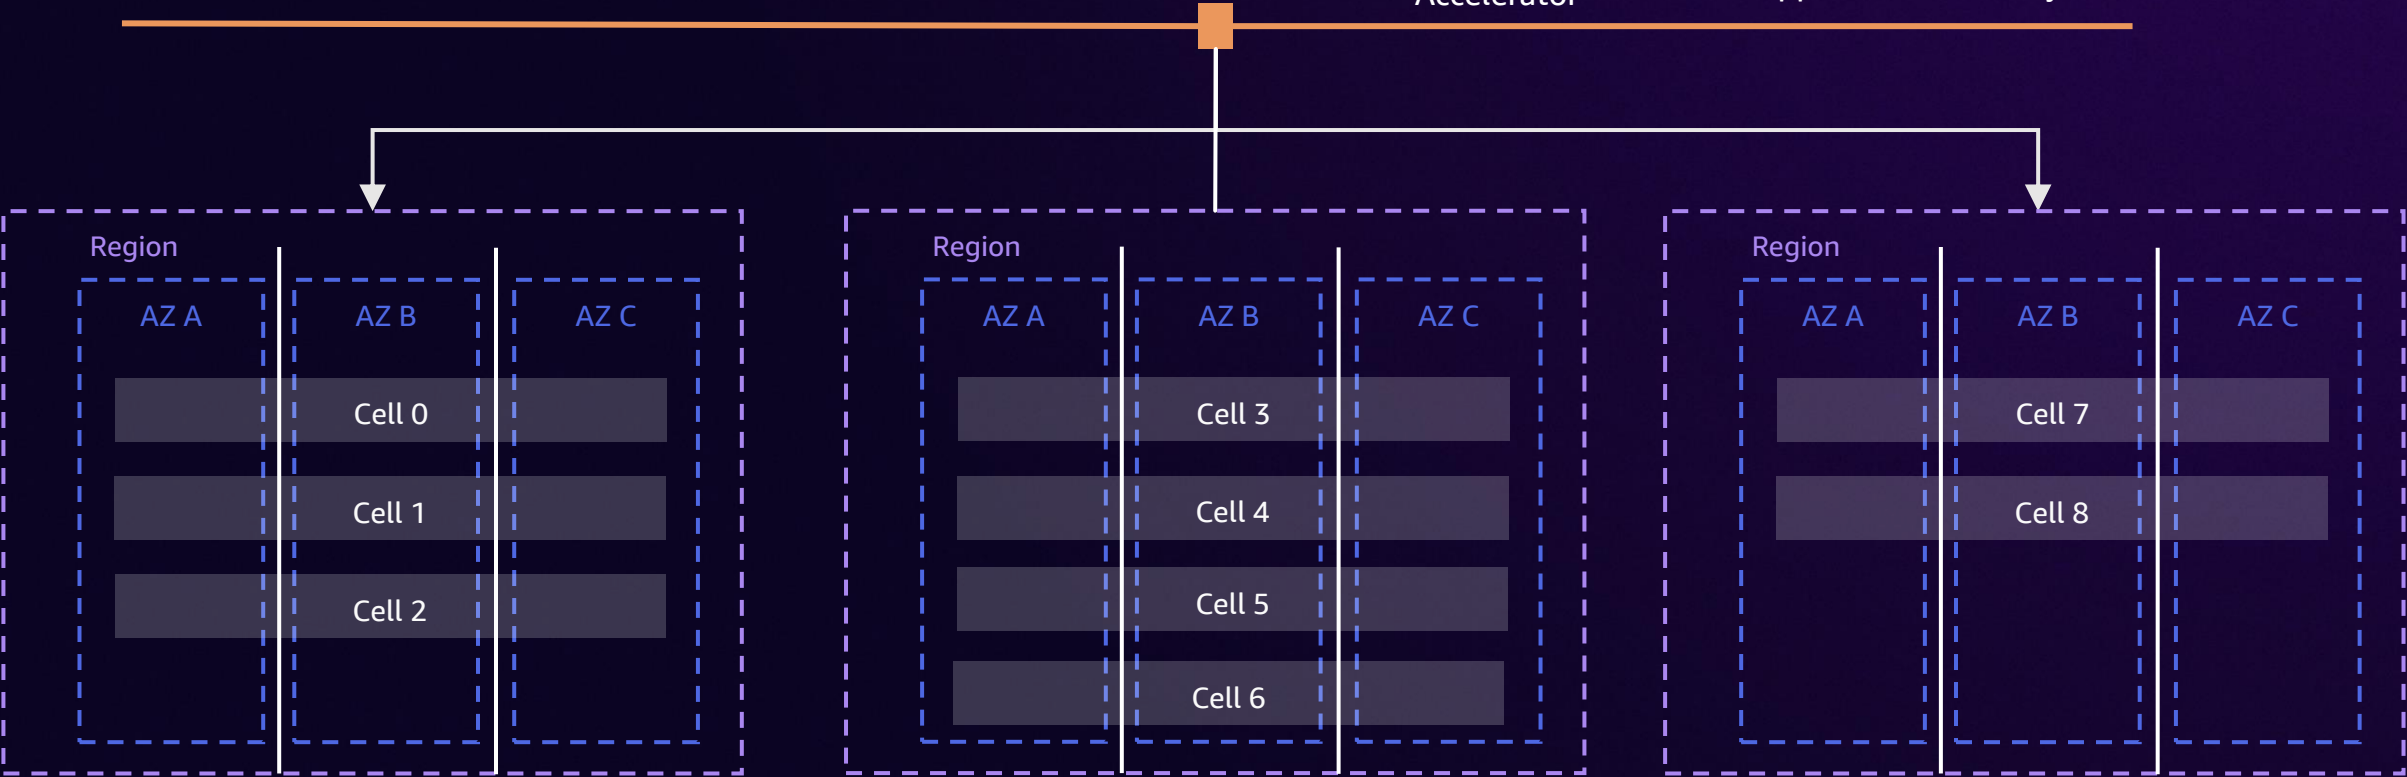 Accelerator
Region
AZ A
AZ B
AZ C
Cell 0
Cell 1
Cell 2
Region
AZ A
AZ B
AZ C
Cell 3
Cell 4
Cell 5
Cell 6
Region
AZ A
AZ B
AZ C
Cell 7
Cell 8